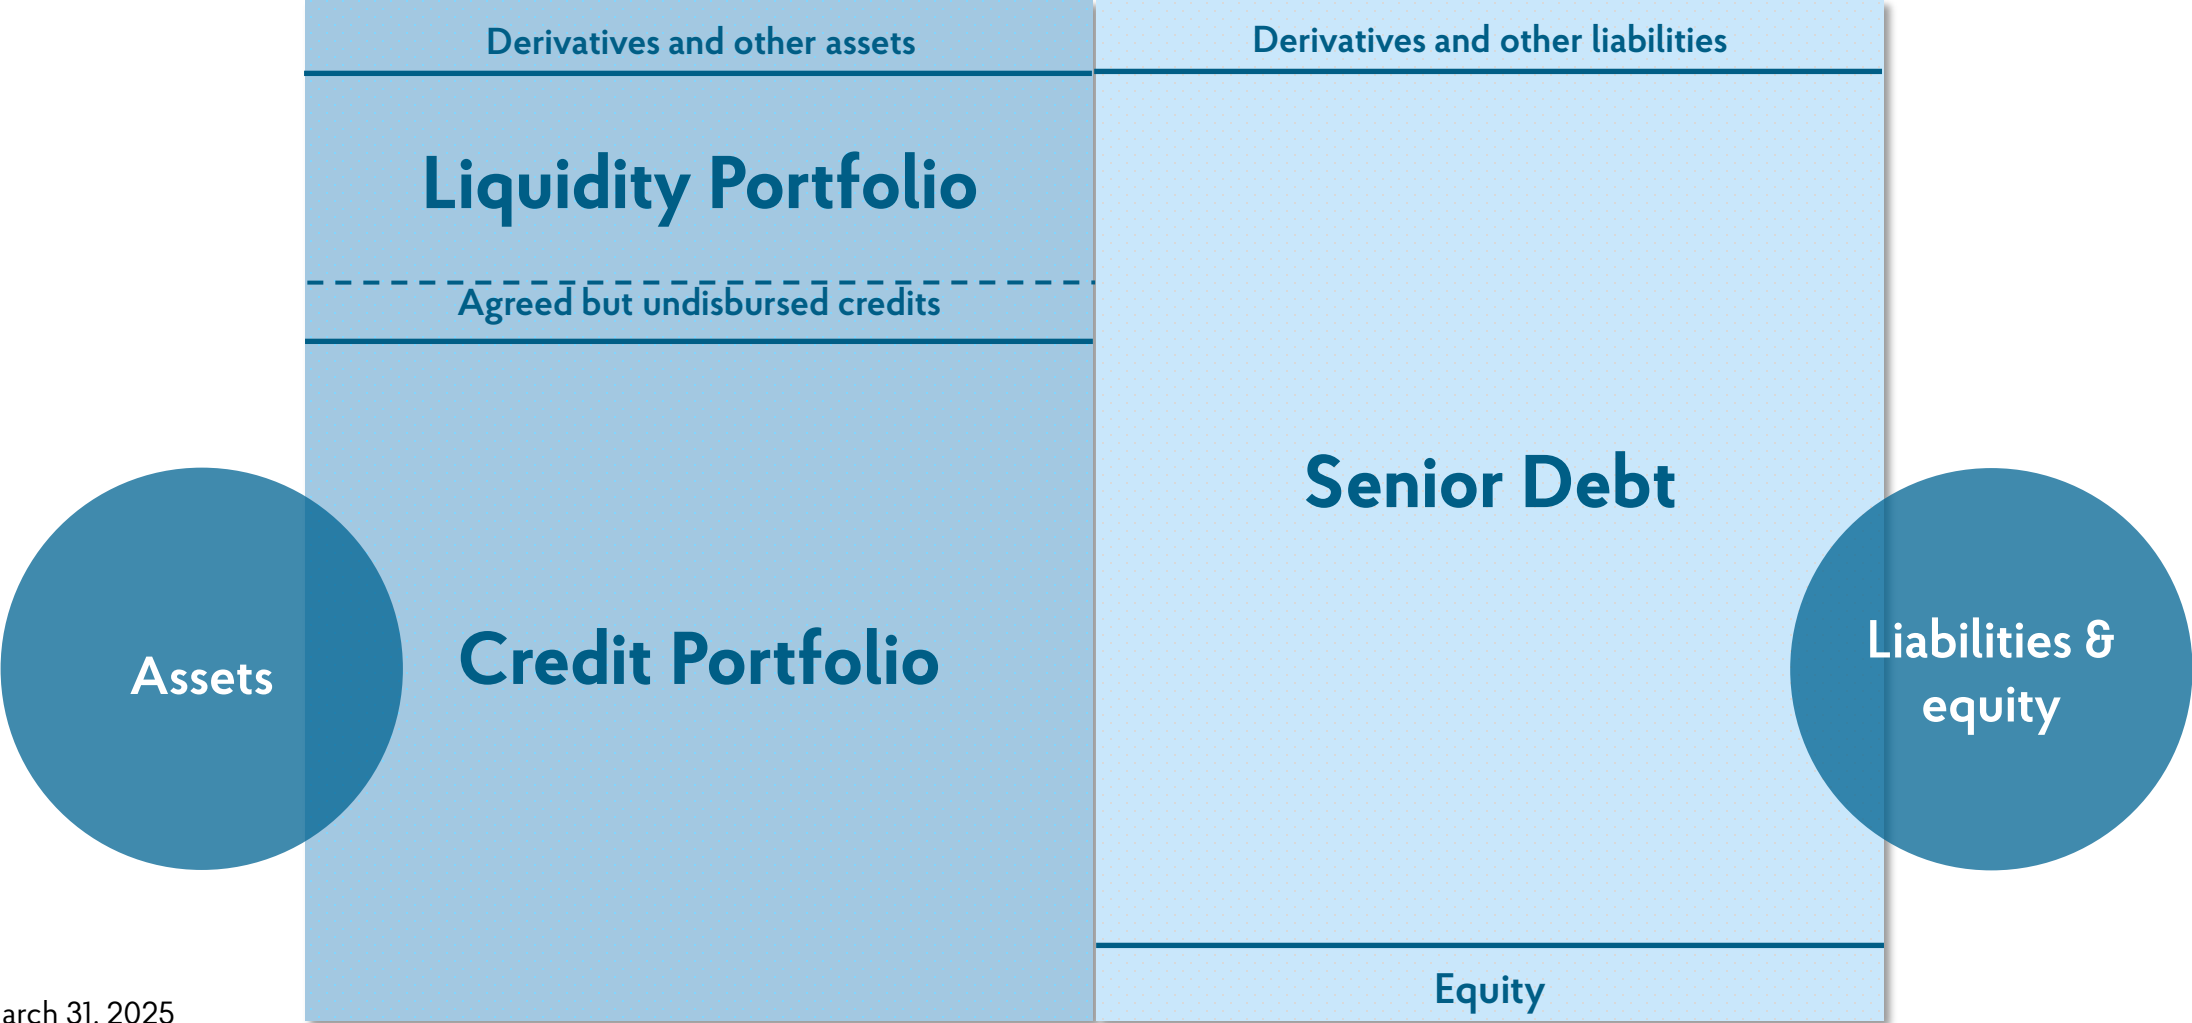 Derivatives and other assets
Liquidity Portfolio
Agreed but undisbursed credits
Credit Portfolio
Assets
Derivatives and other liabilities
Senior Debt
Equity
Liabilities &
equity
arch 31, 2025